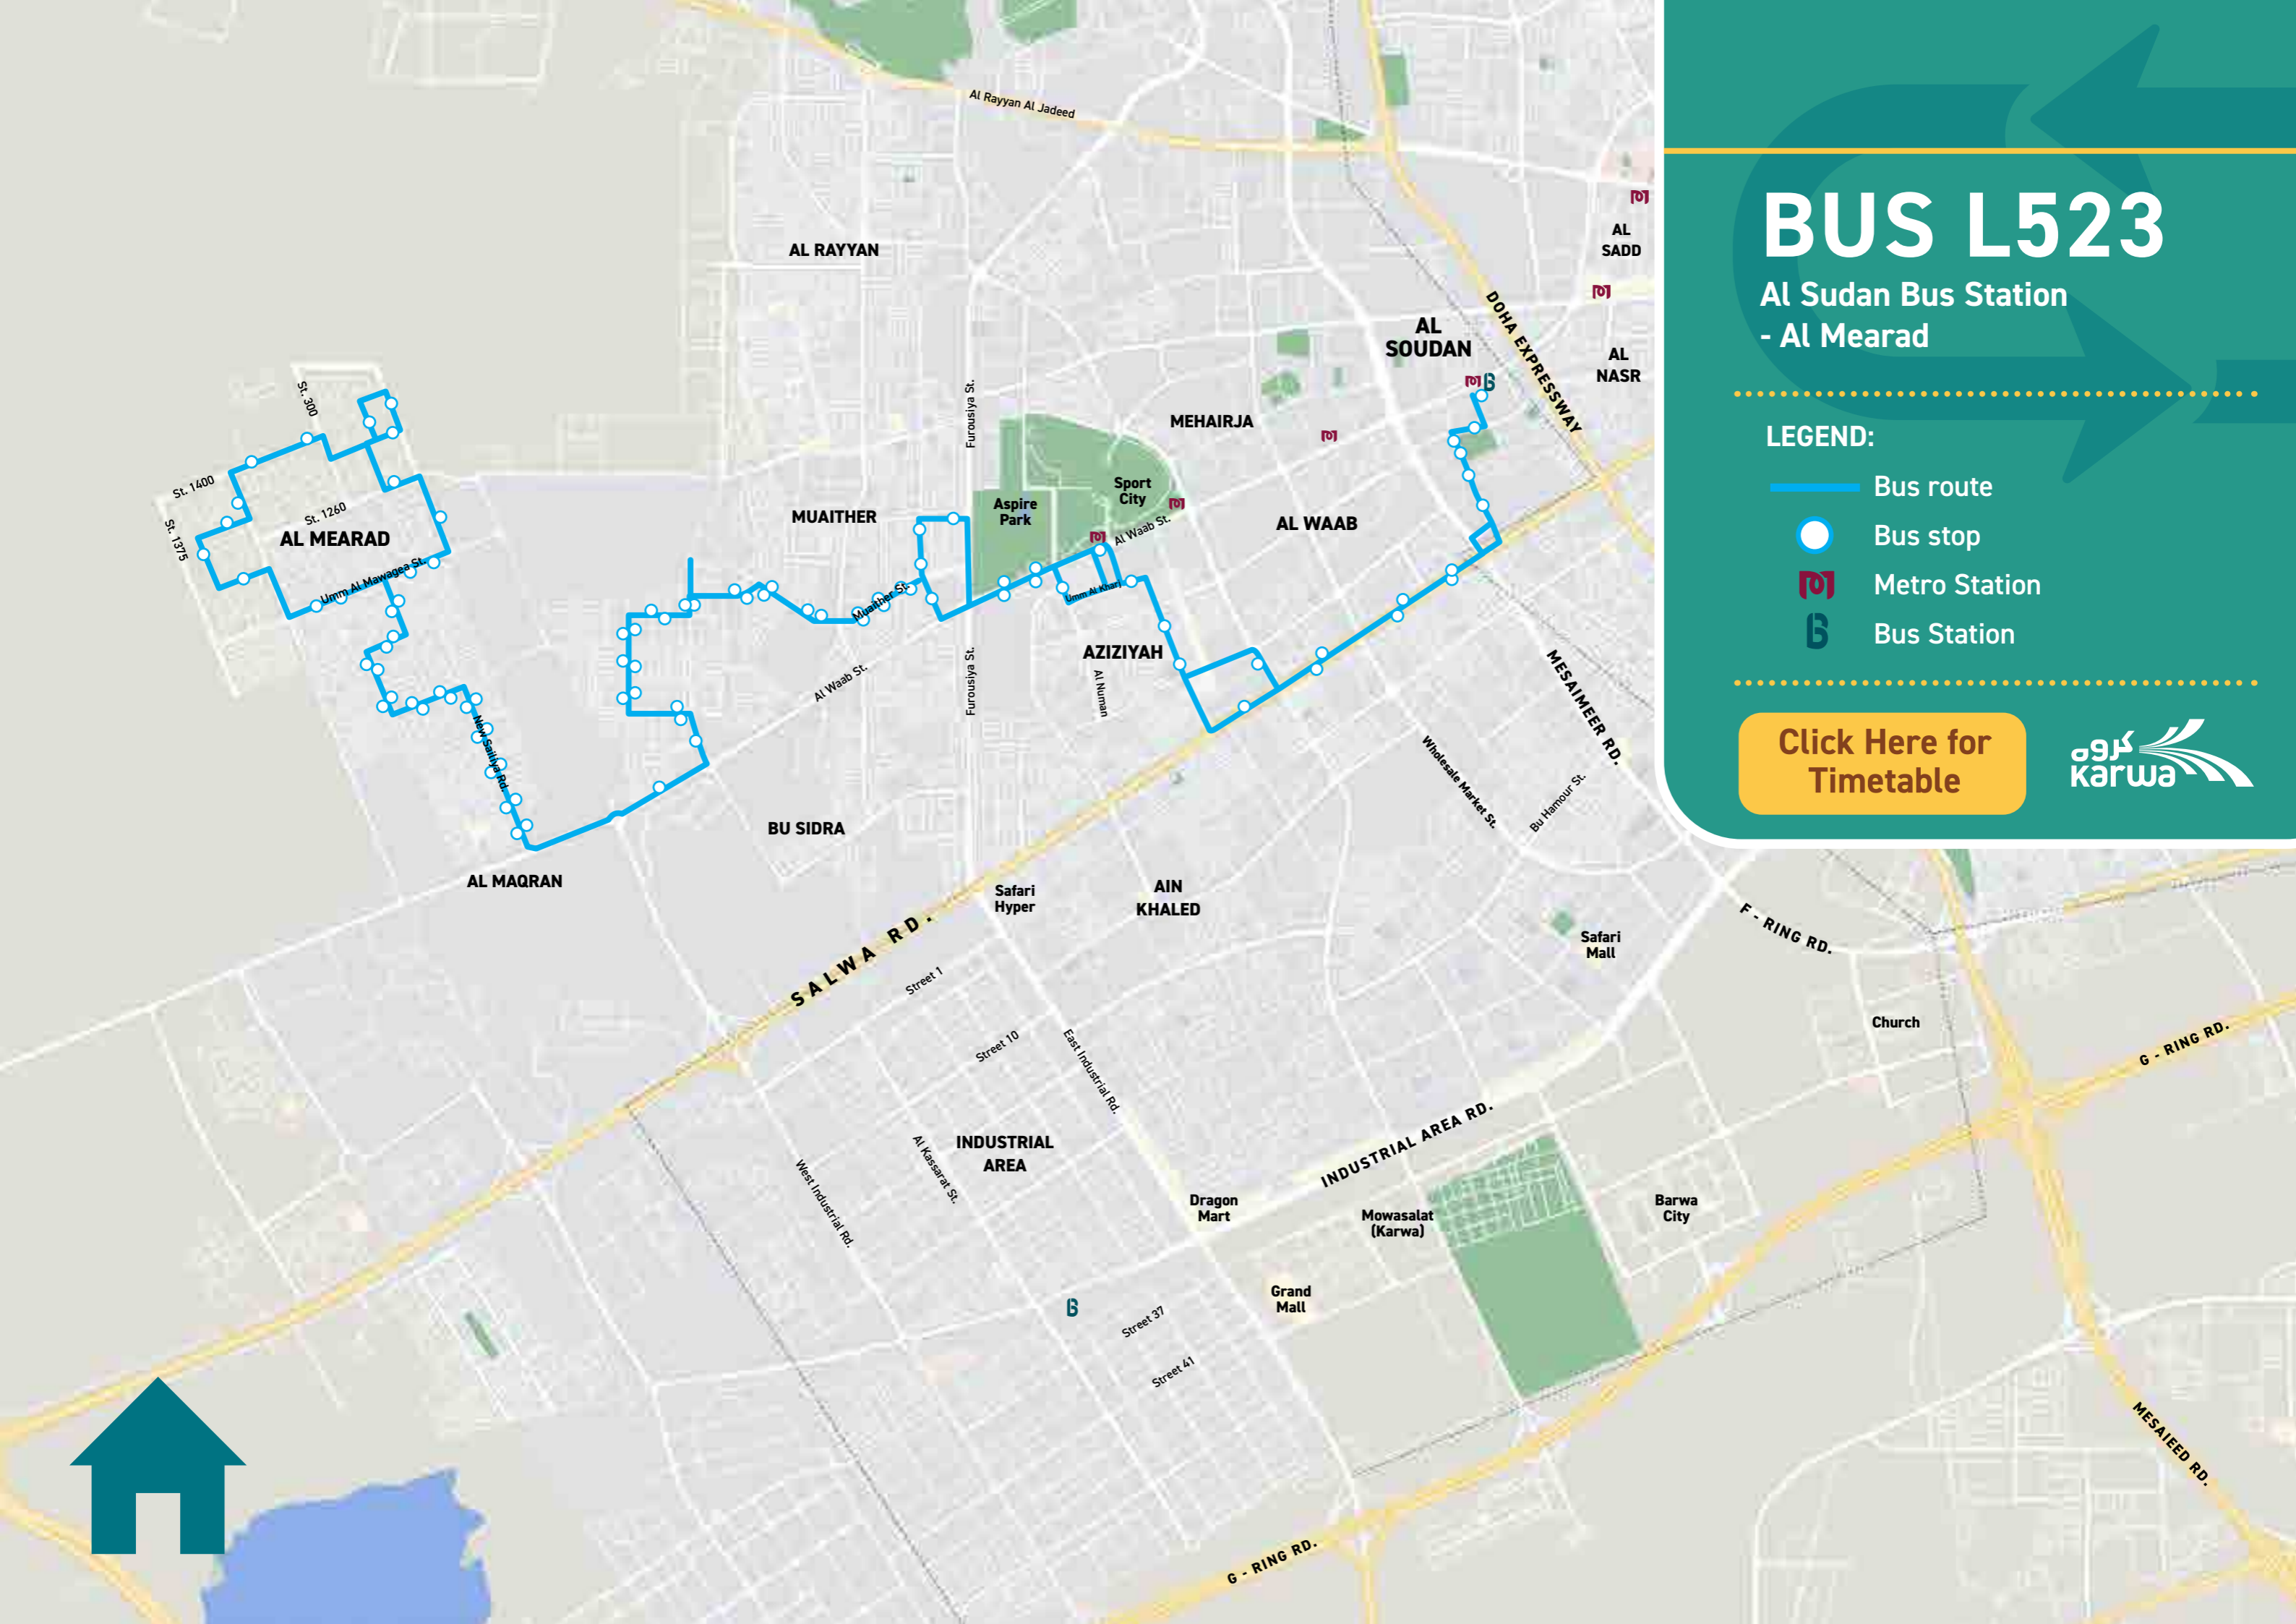 BUS L523
Al Sudan Bus Station
- Al Mearad
LEGEND:
Bus route
Bus stop
Metro Station
Bus Station
Click Here for
Timetable
كروه
karwa
Al Rayyan Al Jadeed
AL RAYYAN
AL
SADD
AL
SOUDAN
DOHA EXPRESSWAY
AL
NASR
St. 300
Furousiya St.
MEHAIRJA
St. 1400
St. 1260
St. 1375
AL MEARAD
Umm Al Mawagea St.
MUAITHER
Aspire
Park
Sport
City
Al Waab St.
AL WAAB
Muaither St.
Umm Al Kharj
AZIZIYAH
Al Waab St.
Furousiya St.
Al Numan
MESAIMEER RD.
New Sailiya Rd.
Wholesale Market St.
Bu Hamour St.
BU SIDRA
AL MAQRAN
Safari
Hyper
AIN
KHALED
SALWA RD.
Safari
Mall
F - RING RD.
Street 1
Street 10
East Industrial Rd.
Church
G - RING RD.
INDUSTRIAL
AREA
Al Kassarat St.
West Industrial Rd.
INDUSTRIAL AREA RD.
Dragon
Mart
Mowasalat
(Karwa)
Barwa
City
Grand
Mall
Street 37
Street 41
MESAIEED RD.
G - RING RD.